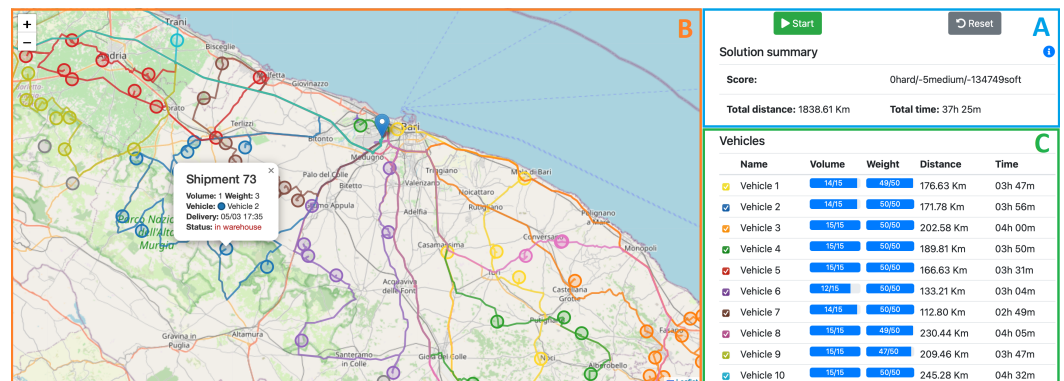 +
−
B
Trani
Bisceglie
Andria
Molfetta
Giovinazzo
Corato
Terlizzi
Bitonto
Bari
Modugno
Palo del Colle
Bitetto
Triggiano
Valenzano
Noicattaro
Mola di Bari
Rutigliano
Adelfia
Polignano
a Mare
Conversano
Monopoli
Casamassima
Turi
Acquaviva
delle Fonti
Castellana
Grotte
Putignano
Fasano
Gravina in
Puglia
Altamura
Santeramo
in Colle
Gioia del Colle
Noci
Alberobello
Parco Nazio
dell'Alta
Murgia
Shipment 73
×
Volume: 1 Weight: 3
Vehicle: Vehicle 2
Delivery: 05/03 17:35
Status: in warehouse
Start
Reset
A
Solution summary
Score: 0hard/-5medium/-134749soft
Total distance: 1838.61 Km Total time: 37h 25m
Vehicles
C
Name Volume Weight Distance Time
Vehicle 1 14/15 49/50 176.63 Km 03h 47m
Vehicle 2 14/15 50/50 171.78 Km 03h 56m
Vehicle 3 15/15 50/50 202.58 Km 04h 00m
Vehicle 4 15/15 50/50 189.81 Km 03h 50m
Vehicle 5 15/15 50/50 166.63 Km 03h 31m
Vehicle 6 12/15 50/50 133.21 Km 03h 04m
Vehicle 7 14/15 50/50 112.80 Km 02h 49m
Vehicle 8 15/15 49/50 230.44 Km 04h 05m
Vehicle 9 15/15 47/50 209.46 Km 03h 47m
Vehicle 10 15/15 50/50 245.28 Km 04h 32m